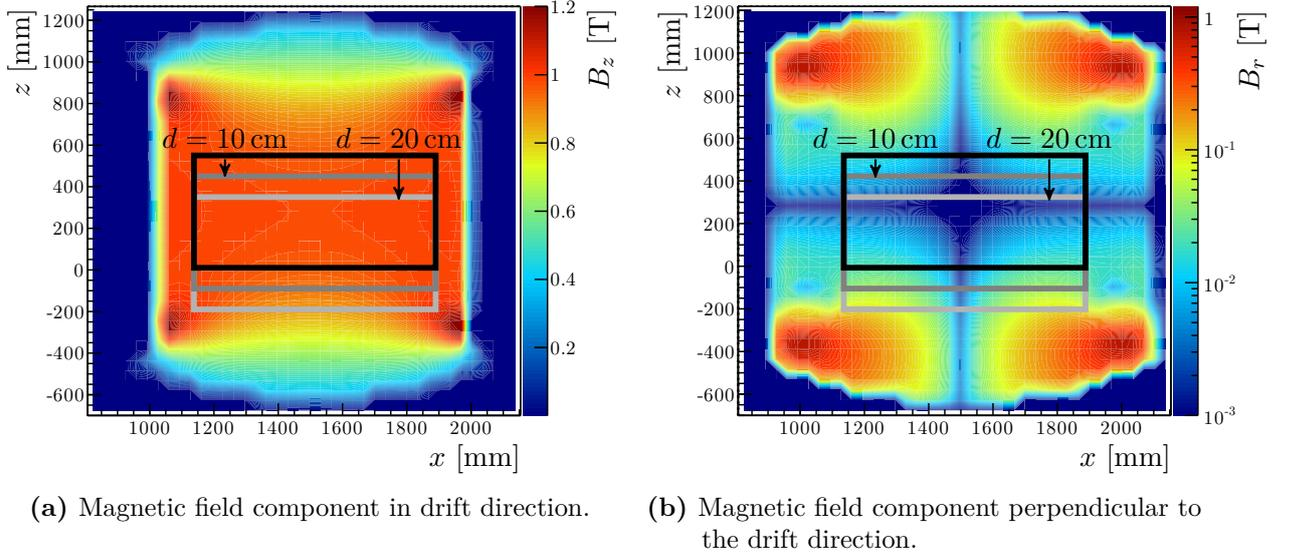 z [mm]
1200
1000
800
600
400
200
0
-200
-400
-600
d = 10 cm d = 20 cm
1000 1200 1400 1600 1800 2000
x [mm]
1.2
1
0.8
0.6
0.4
0.2
B_z [T]
z [mm]
1200
1000
800
600
400
200
0
-200
-400
-600
d = 10 cm d = 20 cm
1000 1200 1400 1600 1800 2000
x [mm]
1
10^-1
10^-2
10^-3
B_r [T]
(a) Magnetic field component in drift direction.
(b) Magnetic field component perpendicular to
the drift direction.